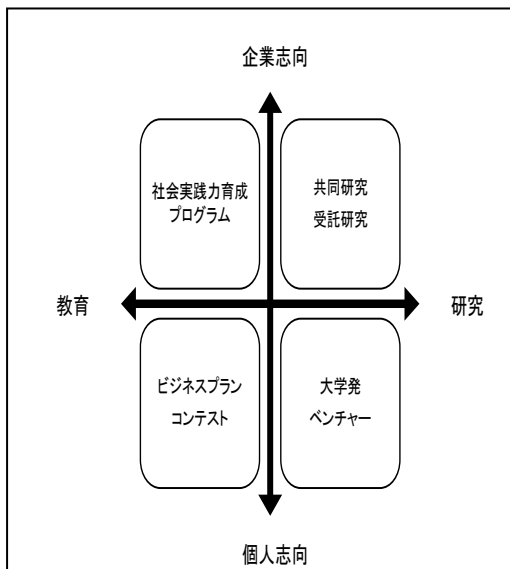 企業志向
社会実践力育成
プログラム
共同研究
受託研究
教育
研究
ビジネスプラン
コンテスト
大学発
ベンチャー
個人志向